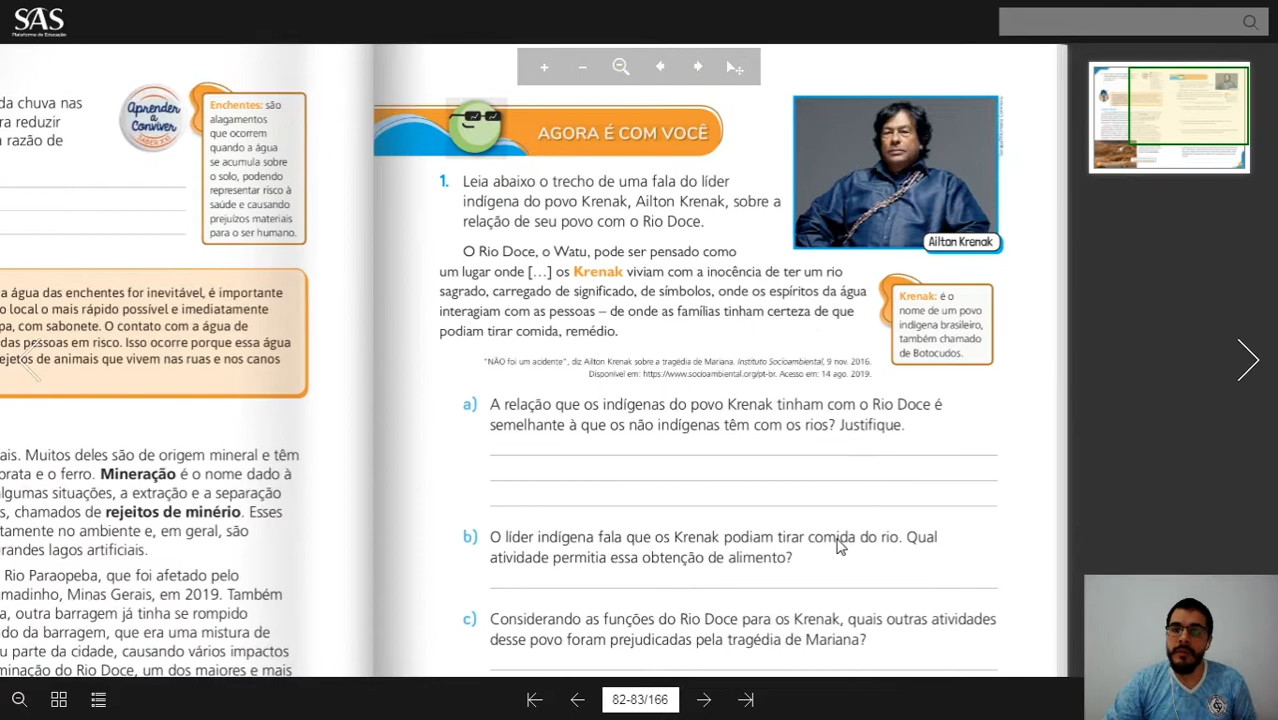 SAS
Plataforma de Educação
da chuva nas
ra reduzir
razão de
Aprender
a
Conviver
Enchentes: são
alagamentos
que ocorrem
quando a água
se acumula sobre
o solo, podendo
representar risco à
saúde e causando
prejuízos materiais
para o ser humano.
a água das enchentes for inevitável, é importante
o local o mais rápido possível e imediatamente
pa, com sabonete. O contato com a água de
das pessoas em risco. Isso ocorre porque essa água
ejetos de animais que vivem nas ruas e nos canos
ais. Muitos deles são de origem mineral e têm
prata e o ferro. Mineração é o nome dado à
algumas situações, a extração e a separação
s, chamados de rejeitos de minério. Esses
tamente no ambiente e, em geral, são
grandes lagos artificiais.
Rio Paraopeba, que foi afetado pelo
umadinho, Minas Gerais, em 2019. Também
a, outra barragem já tinha se rompido
do da barragem, que era uma mistura de
u parte da cidade, causando vários impactos
minação do Rio Doce, um dos maiores e mais
AGORA É COM VOCÊ
1. Leia abaixo o trecho de uma fala do líder
indígena do povo Krenak, Ailton Krenak, sobre a
relação de seu povo com o Rio Doce.
Ailton Krenak
O Rio Doce, o Watu, pode ser pensado como
um lugar onde [...] os Krenak viviam com a inocência de ter um rio
sagrado, carregado de significado, de símbolos, onde os espíritos da água
interagiam com as pessoas – de onde as famílias tinham certeza de que
podiam tirar comida, remédio.
Krenak: é o
nome de um povo
indígena brasileiro,
também chamado
de Botocudos.
"NÃO foi um acidente", diz Ailton Krenak sobre a tragédia de Mariana. Instituto Socioambiental, 9 nov. 2016.
Disponível em: https://www.socioambiental.org/pt-br. Acesso em: 14 ago. 2019.
a) A relação que os indígenas do povo Krenak tinham com o Rio Doce é
semelhante à que os não indígenas têm com os rios? Justifique.
b) O líder indígena fala que os Krenak podiam tirar comida do rio. Qual
atividade permitia essa obtenção de alimento?
c) Considerando as funções do Rio Doce para os Krenak, quais outras atividades
desse povo foram prejudicadas pela tragédia de Mariana?
82-83/166